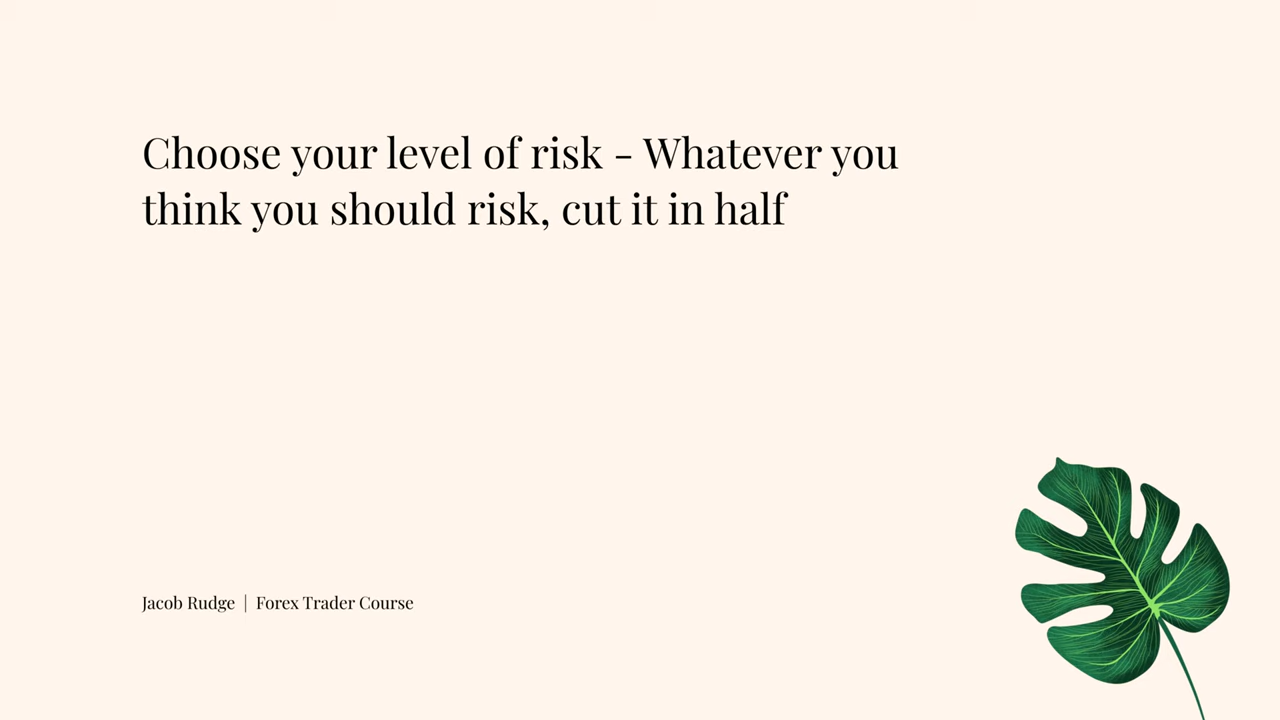 Choose your level of risk - Whatever you
think you should risk, cut it in half
Jacob Rudge | Forex Trader Course